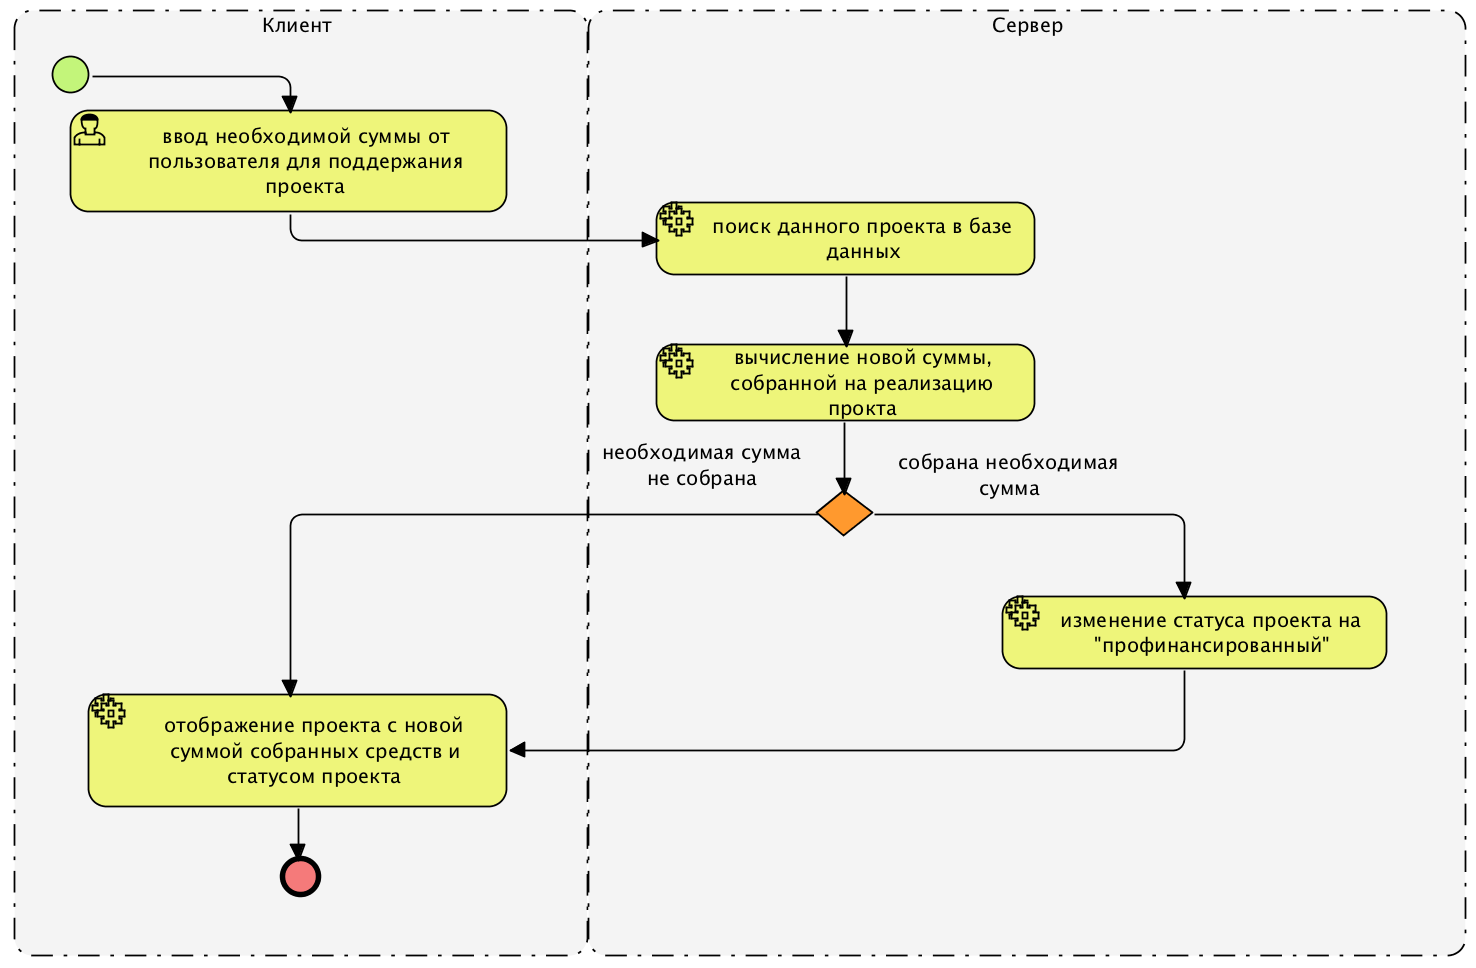 Клиент
Сервер
ввод необходимой суммы от
пользователя для поддержания
проекта
поиск данного проекта в базе
данных
вычисление новой суммы,
собранной на реализацию
прокта
необходимая сумма
не собрана
собрана необходимая
сумма
изменение статуса проекта на
"профинансированный"
отображение проекта с новой
суммой собранных средств и
статусом проекта